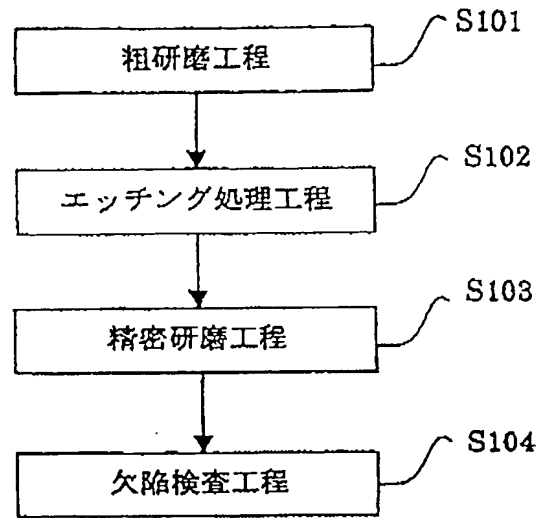 S101
粗研磨工程
S102
エッチング処理工程
S103
精密研磨工程
S104
欠陥検査工程